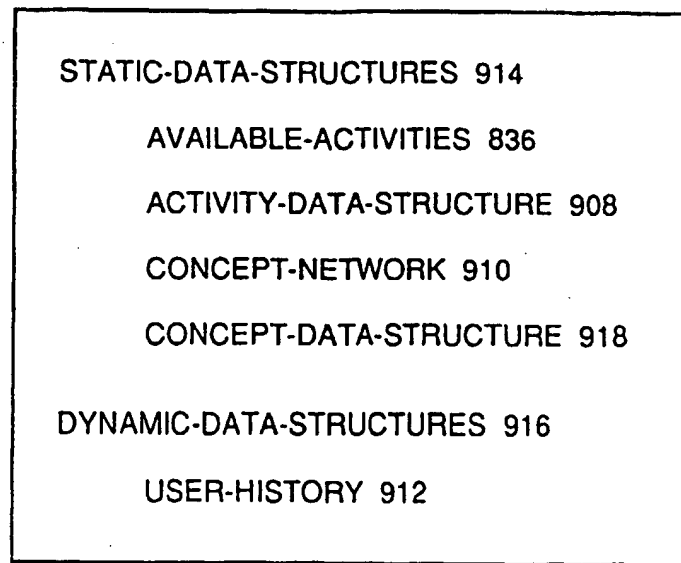 STATIC-DATA-STRUCTURES 914
AVAILABLE-ACTIVITIES 836
ACTIVITY-DATA-STRUCTURE 908
CONCEPT-NETWORK 910
CONCEPT-DATA-STRUCTURE 918
DYNAMIC-DATA-STRUCTURES 916
USER-HISTORY 912